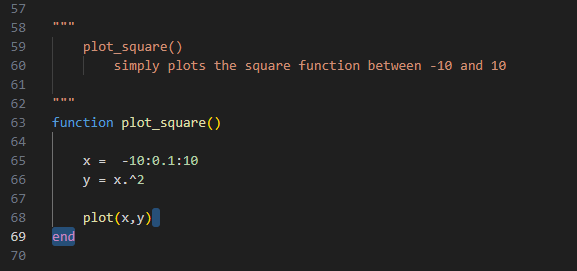 57
58 """
59 plot_square()
60 simply plots the square function between -10 and 10
61
62 """
63 function plot_square()
64
65 x =  -10:0.1:10
66 y = x.^2
67
68 plot(x,y)
69 end
70